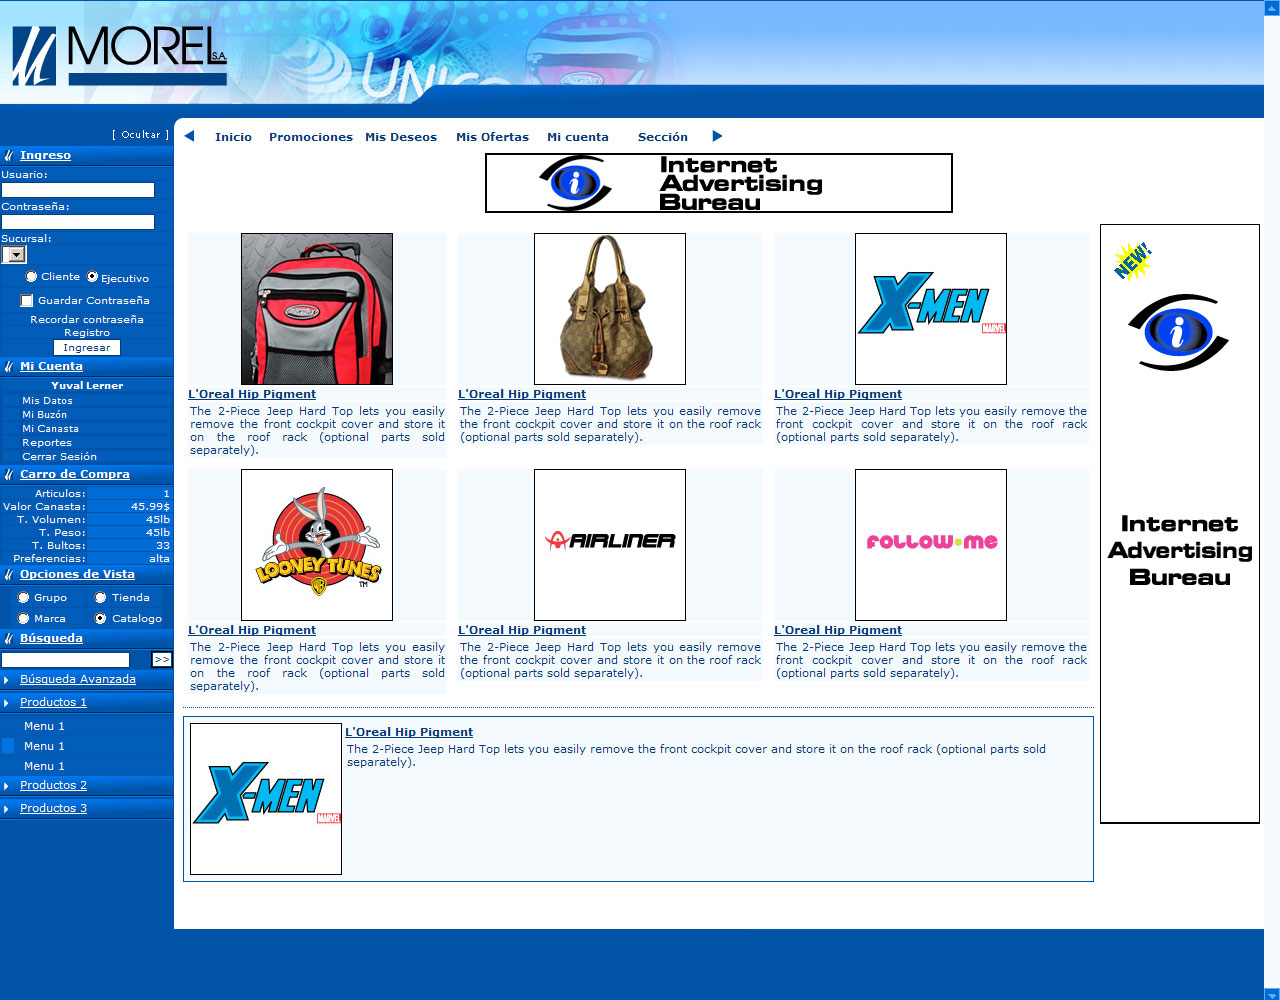 MOREL S.A.
UNICO
[ Ocultar ]
Inicio Promociones Mis Deseos Mis Ofertas Mi cuenta Sección
Ingreso
Usuario:
Contraseña:
Sucursal:
Cliente Ejecutivo
Guardar Contraseña
Recordar contraseña
Registro
Ingresar
Mi Cuenta
Yuval Lerner
Mis Datos
Mi Buzón
Mi Canasta
Reportes
Cerrar Sesión
Carro de Compra
Articulos: 1
Valor Canasta: 45.99$
T. Volumen: 45lb
T. Peso: 45lb
T. Bultos: 33
Preferencias: alta
Opciones de Vista
Grupo Tienda
Marca Catalogo
Búsqueda
>>
Búsqueda Avanzada
Productos 1
Menu 1
Menu 1
Menu 1
Productos 2
Productos 3
Internet
Advertising
Bureau
X-MEN
MARVEL
L'Oreal Hip Pigment
The 2-Piece Jeep Hard Top lets you easily
remove the front cockpit cover and store it
on the roof rack (optional parts sold
separately).
L'Oreal Hip Pigment
The 2-Piece Jeep Hard Top lets you easily remove
the front cockpit cover and store it on the roof rack
(optional parts sold separately).
L'Oreal Hip Pigment
The 2-Piece Jeep Hard Top lets you easily remove the
front cockpit cover and store it on the roof rack
(optional parts sold separately).
LOONEY TUNES
WB
TM
AIRLINER
FOLLOW•ME
L'Oreal Hip Pigment
The 2-Piece Jeep Hard Top lets you easily
remove the front cockpit cover and store it
on the roof rack (optional parts sold
separately).
L'Oreal Hip Pigment
The 2-Piece Jeep Hard Top lets you easily remove
the front cockpit cover and store it on the roof rack
(optional parts sold separately).
L'Oreal Hip Pigment
The 2-Piece Jeep Hard Top lets you easily remove the
front cockpit cover and store it on the roof rack
(optional parts sold separately).
X-MEN
MARVEL
L'Oreal Hip Pigment
The 2-Piece Jeep Hard Top lets you easily remove the front cockpit cover and store it on the roof rack (optional parts sold
separately).
NEW!
Internet
Advertising
Bureau